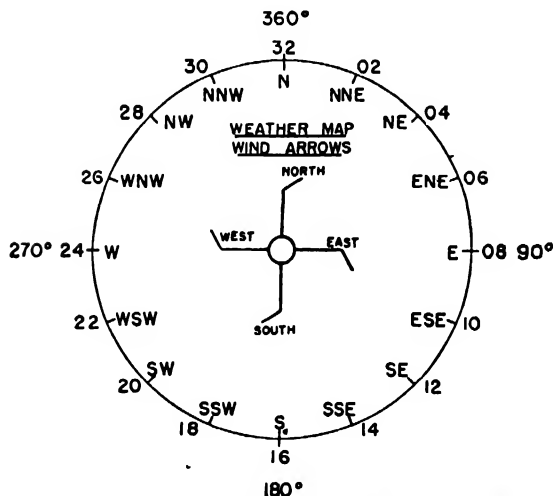 360°
32
30 N 02
NNW NNE
28 NW NE 04
WEATHER MAP
WIND ARROWS
NORTH
26 WNW ENE 06
WEST EAST
270° 24 W E 08 90°
SOUTH
22 WSW ESE 10
20 SW SE 12
18 SSW S SSE 14
16
180°